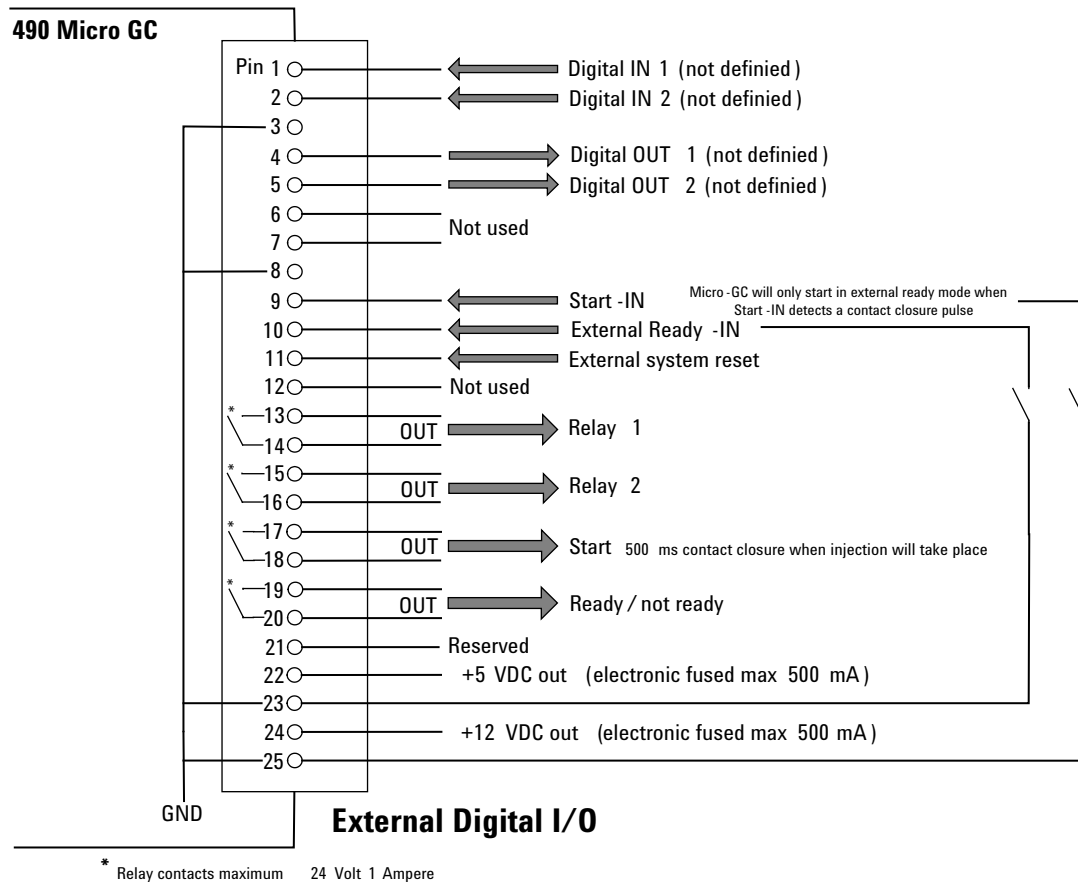 490 Micro GC
Pin 1 Digital IN 1 (not definied)
2 Digital IN 2 (not definied)
3
4 Digital OUT 1 (not definied)
5 Digital OUT 2 (not definied)
6
Not used
7
8
9 Start -IN Micro -GC will only start in external ready mode when
Start -IN detects a contact closure pulse
10 External Ready -IN
11 External system reset
12 Not used
* 13
OUT Relay 1
14
* 15
OUT Relay 2
16
* 17
OUT Start 500 ms contact closure when injection will take place
18
* 19
OUT Ready / not ready
20
21 Reserved
22 +5 VDC out (electronic fused max 500 mA)
23
24 +12 VDC out (electronic fused max 500 mA)
25
GND
External Digital I/O
* Relay contacts maximum 24 Volt 1 Ampere